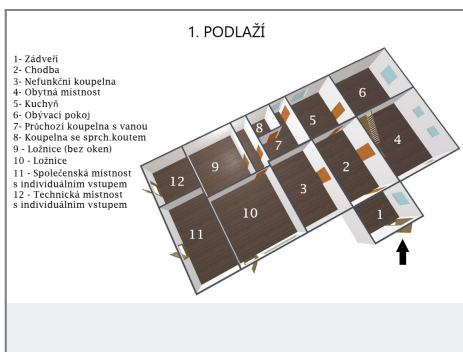 1. PODLAŽÍ
1- Zádveří
2- Chodba
3- Nefunkční koupelna
4- Obytná místnost
5- Kuchyň
6- Obývací pokoj
7- Průchozí koupelna s vanou
8- Koupelna se sprch.koutem
9 - Ložnice (bez oken)
10 - Ložnice
11 - Společenská místnost
s individuálním vstupem
12 - Technická místnost
s individuálním vstupem
6
5
4
8
7
2
9
3
12
10
1
11